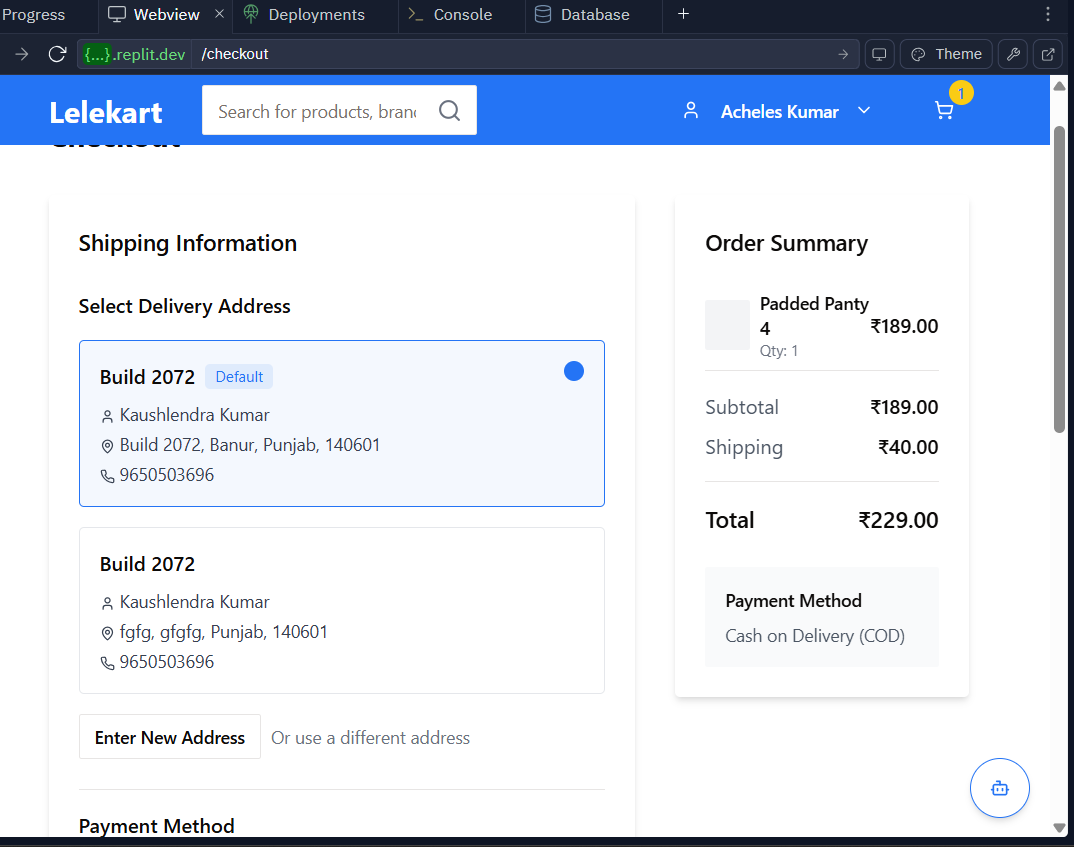 Progress
Webview
Deployments
Console
Database
{...}.replit.dev /checkout
Theme
Lelekart
Search for products, bran
Acheles Kumar
1
Checkout
Shipping Information
Select Delivery Address
Build 2072 Default
Kaushlendra Kumar
Build 2072, Banur, Punjab, 140601
9650503696
Build 2072
Kaushlendra Kumar
fgfg, gfgfg, Punjab, 140601
9650503696
Enter New Address Or use a different address
Payment Method
Order Summary
Padded Panty
4
₹189.00
Qty: 1
Subtotal ₹189.00
Shipping ₹40.00
Total ₹229.00
Payment Method
Cash on Delivery (COD)